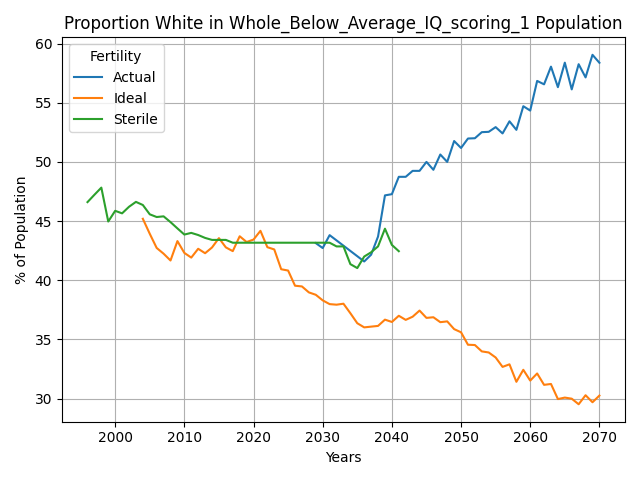 Proportion White in Whole_Below_Average_IQ_scoring_1 Population
Fertility
Actual
Ideal
Sterile
60
55
50
45
40
35
30
% of Population
2000 2010 2020 2030 2040 2050 2060 2070
Years